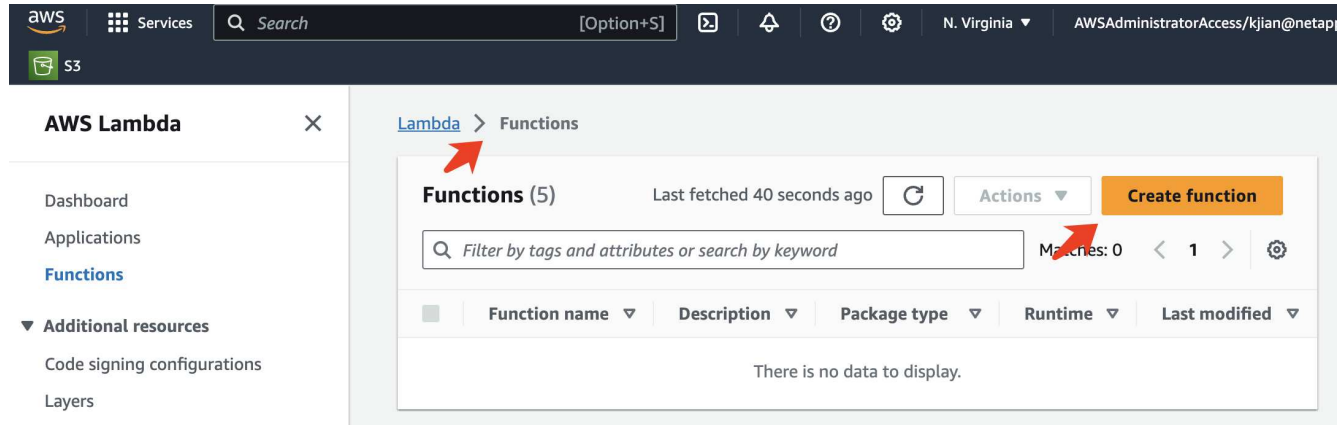 aws
Services
Search
[Option+S]
N. Virginia ▼
AWSAdministratorAccess/kjian@netapp
S3
AWS Lambda
Dashboard
Applications
Functions
Additional resources
Code signing configurations
Layers
Lambda > Functions
Functions (5)
Last fetched 40 seconds ago
Actions ▼
Create function
Filter by tags and attributes or search by keyword
Matches: 0
< 1 >
Function name
Description
Package type
Runtime
Last modified
There is no data to display.